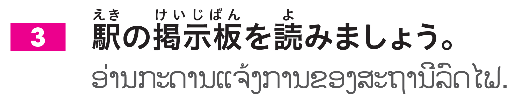 えき けいじばん よ
3 駅の掲示板を読みましょう。
ອ່ານກະດານແຈ້ງການຂອງສະຖານີລົດໄຟ.